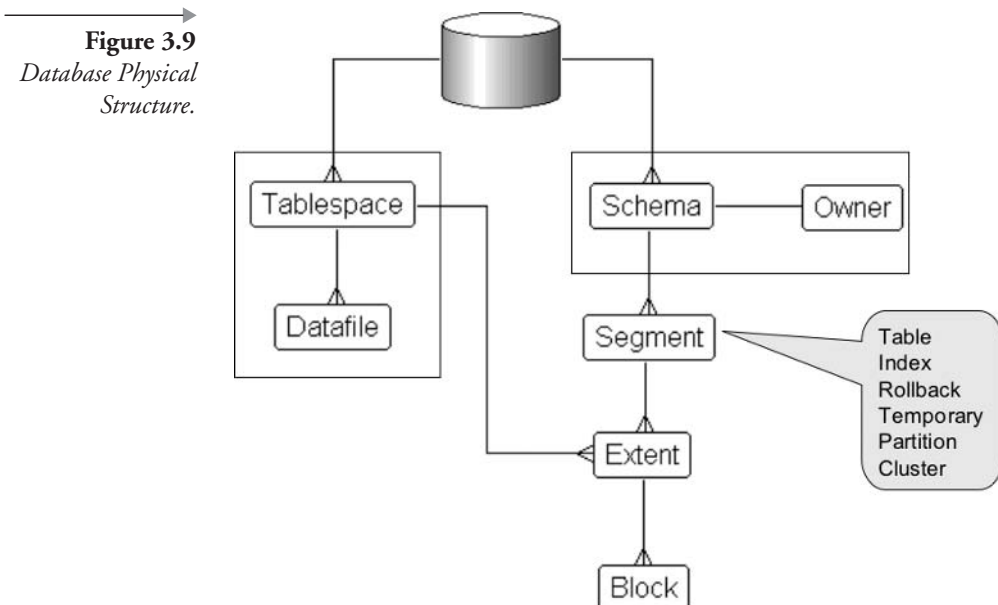 Figure 3.9
Database Physical
Structure.
Tablespace
Datafile
Schema
Owner
Segment
Table
Index
Rollback
Temporary
Partition
Cluster
Extent
Block